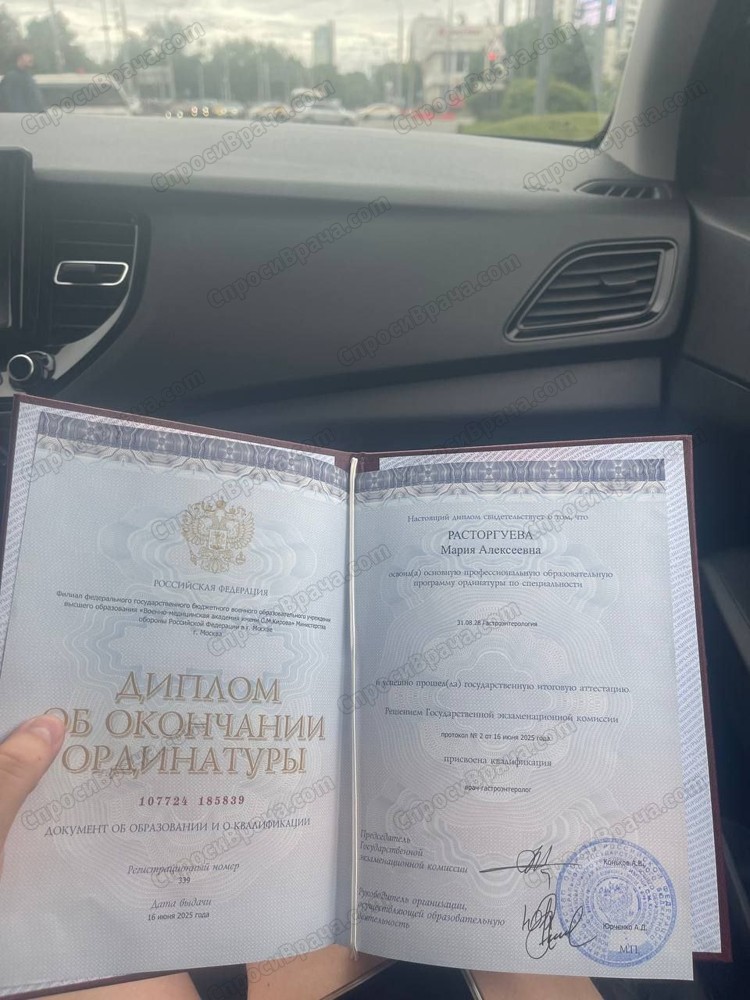 СпросиВрача.com
РОССИЙСКАЯ ФЕДЕРАЦИЯ
Филиал федерального государственного бюджетного военного образовательного учреждения
высшего образования «Военно-медицинская академия имени С.М.Кирова» Министерства
обороны Российской Федерации в г. Москве
г. Москва
ДИПЛОМ
ОБ ОКОНЧАНИИ
ОРДИНАТУРЫ
107724 185839
ДОКУМЕНТ ОБ ОБРАЗОВАНИИ И О КВАЛИФИКАЦИИ
Регистрационный номер
339
Дата выдачи
16 июня 2025 года
Настоящий диплом свидетельствует о том, что
РАСТОРГУЕВА
Мария Алексеевна
освоил(а) основную профессиональную образовательную
программу ординатуры по специальности
31.08.28 Гастроэнтерология
и успешно прошел(ла) государственную итоговую аттестацию
Решением Государственной экзаменационной комиссии
протокол № 2 от 16 июня 2025 года
присвоена квалификация
врач-гастроэнтеролог
Председатель
Государственной
экзаменационной комиссии
Коньков А.В.
Руководитель организации,
осуществляющей образовательную
деятельность
Юрченко А.Д.
М.П.